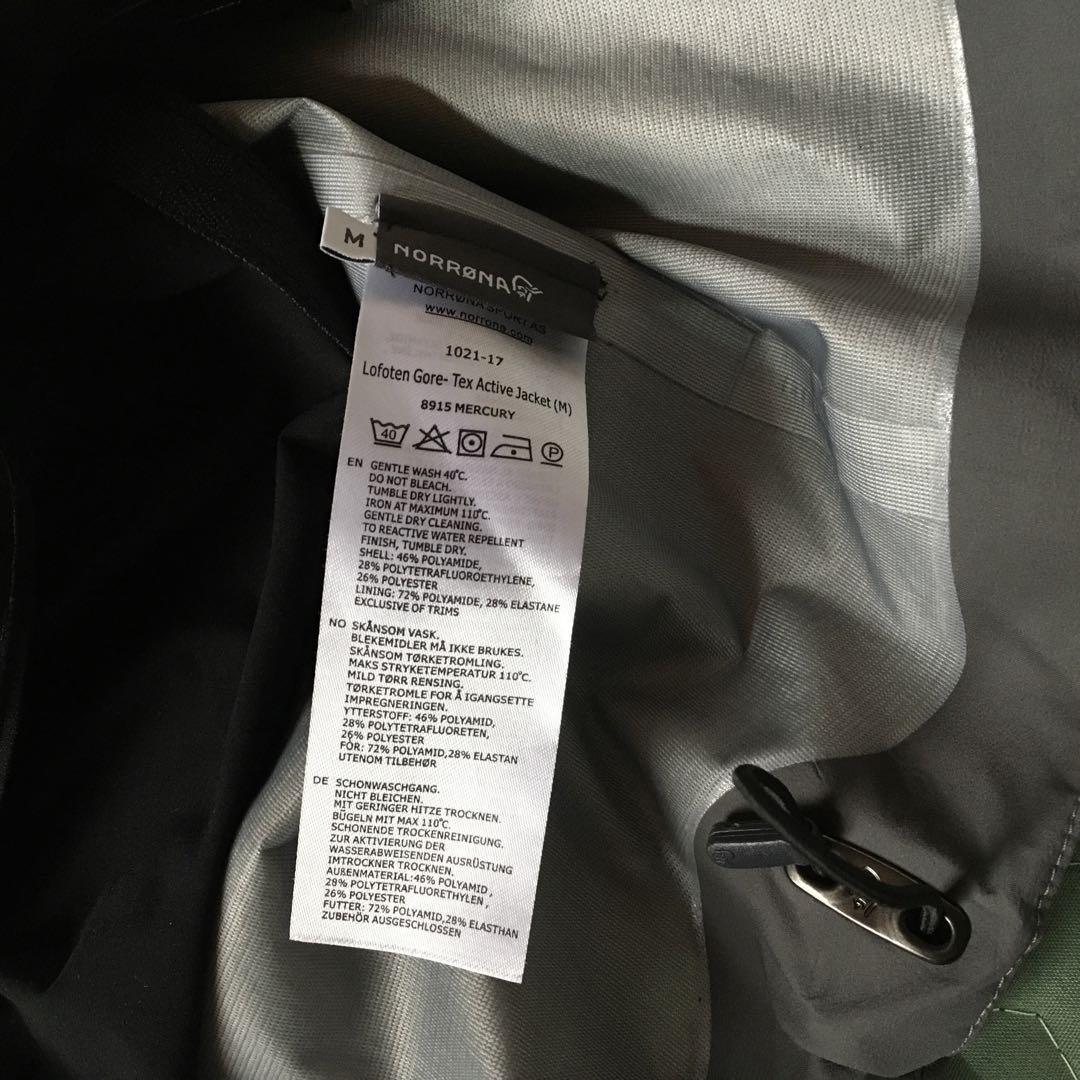 M
NORRØNA
NORRØNA SPORT AS
www.norrona.com
1021-17
Lofoten Gore- Tex Active Jacket (M)
8915 MERCURY
40
P
EN GENTLE WASH 40°C.
DO NOT BLEACH.
TUMBLE DRY LIGHTLY.
IRON AT MAXIMUM 110°C.
GENTLE DRY CLEANING.
TO REACTIVE WATER REPELLENT
FINISH, TUMBLE DRY.
SHELL: 46% POLYAMIDE,
28% POLYTETRAFLUOROETHYLENE,
26% POLYESTER
LINING: 72% POLYAMIDE, 28% ELASTANE
EXCLUSIVE OF TRIMS
NO SKÅNSOM VASK.
BLEKEMIDLER MÅ IKKE BRUKES.
SKÅNSOM TØRKETROMLING.
MAKS STRYKETEMPERATUR 110°C.
MILD TØRR RENSING.
TØRKETROMLE FOR Å IGANGSETTE
IMPREGNERINGEN.
YTTERSTOFF: 46% POLYAMID,
28% POLYTETRAFLUORETEN,
26% POLYESTER
FÔR: 72% POLYAMID,28% ELASTAN
UTENOM TILBEHØR
DE SCHONWASCHGANG.
NICHT BLEICHEN.
MIT GERINGER HITZE TROCKNEN.
BÜGELN MIT MAX 110°C.
SCHONENDE TROCKENREINIGUNG.
ZUR AKTIVIERUNG DER
WASSERABWEISENDEN AUSRÜSTUNG
IMTROCKNER TROCKNEN.
AUßENMATERIAL:46% POLYAMID ,
28% POLYTETRAFLUORETHYLEN ,
26% POLYESTER
FUTTER: 72% POLYAMID,28% ELASTHAN
ZUBEHÖR AUSGESCHLOSSEN